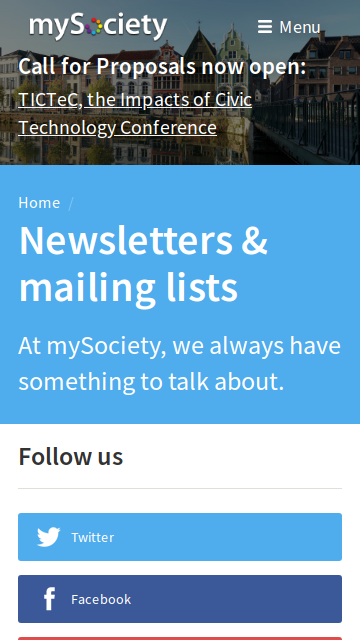 mySociety
Menu
Call for Proposals now open:
TICTeC, the Impacts of Civic
Technology Conference
Home /
Newsletters &
mailing lists
At mySociety, we always have
something to talk about.
Follow us
Twitter
Facebook